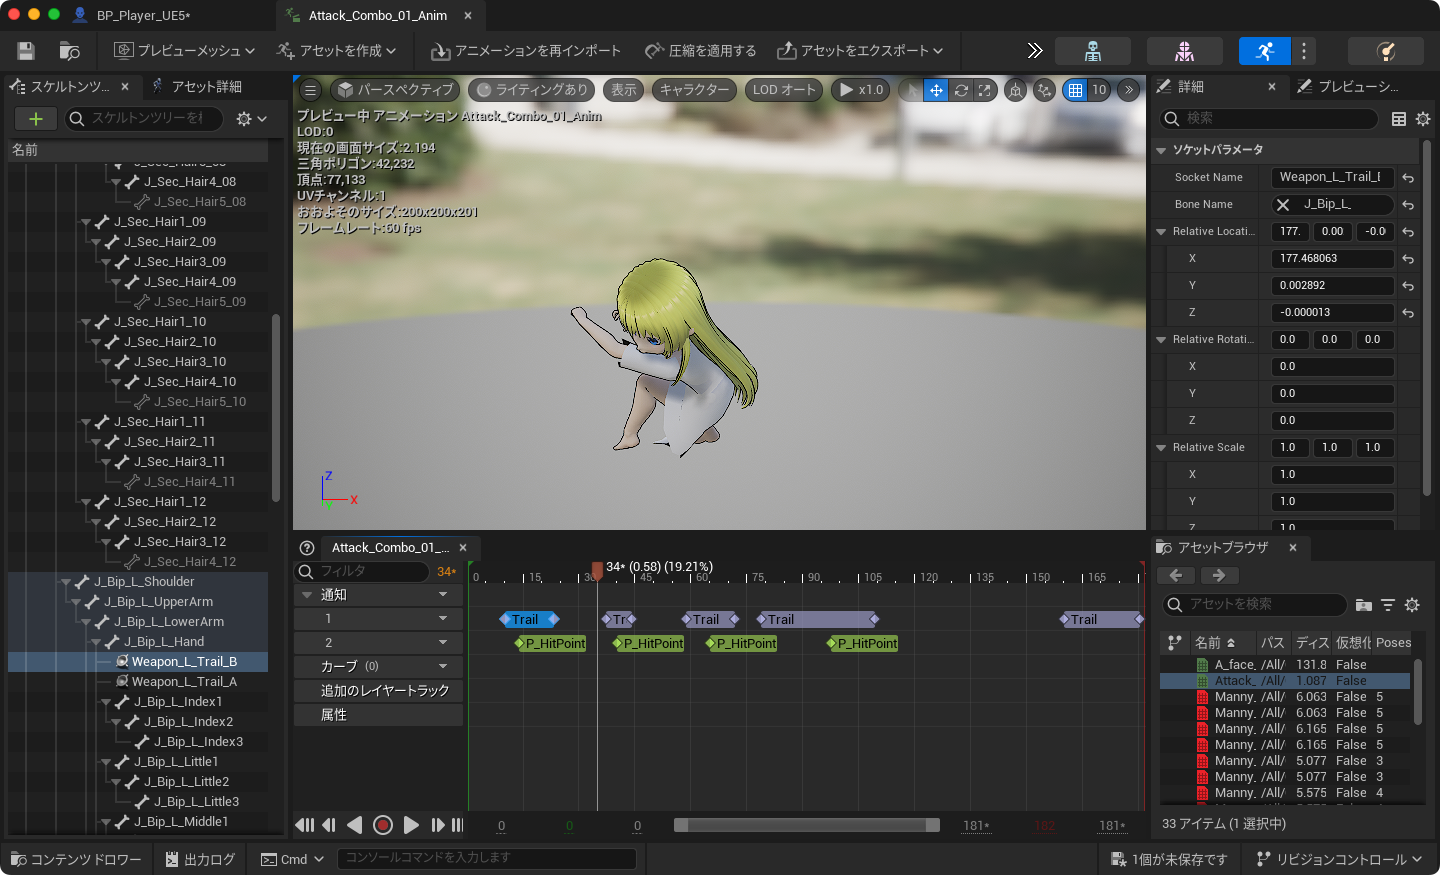 BP_Player_UE5*
Attack_Combo_01_Anim
プレビューメッシュ
アセットを作成
アニメーションを再インポート
圧縮を適用する
アセットをエクスポート
スケルトンツ...
アセット詳細
スケルトンツリーを
名前
J_Sec_Hair4_08
J_Sec_Hair5_08
J_Sec_Hair1_09
J_Sec_Hair2_09
J_Sec_Hair3_09
J_Sec_Hair4_09
J_Sec_Hair5_09
J_Sec_Hair1_10
J_Sec_Hair2_10
J_Sec_Hair3_10
J_Sec_Hair4_10
J_Sec_Hair5_10
J_Sec_Hair1_11
J_Sec_Hair2_11
J_Sec_Hair3_11
J_Sec_Hair4_11
J_Sec_Hair1_12
J_Sec_Hair2_12
J_Sec_Hair3_12
J_Sec_Hair4_12
J_Bip_L_Shoulder
J_Bip_L_UpperArm
J_Bip_L_LowerArm
J_Bip_L_Hand
Weapon_L_Trail_B
Weapon_L_Trail_A
J_Bip_L_Index1
J_Bip_L_Index2
J_Bip_L_Index3
J_Bip_L_Little1
J_Bip_L_Little2
J_Bip_L_Little3
J_Bip_L_Middle1
パースペクティブ
ライティングあり
表示
キャラクター
LOD オート
x1.0
10
プレビュー中 アニメーション Attack_Combo_01_Anim
LOD:0
現在の画面サイズ:2.194
三角ポリゴン:42,232
頂点:77,133
UVチャンネル:1
おおよそのサイズ:200x200x201
フレームレート:60 fps
Z
X
Attack_Combo_01_...
フィルタ
34*
34* (0.58) (19.21%)
0 15 30 45 60 75 90 105 120 135 150 165
通知
1
Trail Tr Trail Trail Trail
2
P_HitPoint P_HitPoint P_HitPoint P_HitPoint
カーブ (0)
追加のレイヤートラック
属性
0 0 0 181* 182 181*
詳細
プレビューシ...
検索
ソケットパラメータ
Socket Name Weapon_L_Trail_
Bone Name J_Bip_L_
Relative Locati... 177. 0.00 -0.0
X 177.468063
Y 0.002892
Z -0.000013
Relative Rotati... 0.0 0.0 0.0
X 0.0
Y 0.0
Z 0.0
Relative Scale 1.0 1.0 1.0
X 1.0
Y 1.0
Z 1.0
アセットブラウザ
アセットを検索
名前 パス ディス 仮想化 Poses
A_face_ /All/ 131.8 False
Attack_ /All/ 1.087 False
Manny_ /All/ 6.063 False 5
Manny_ /All/ 6.063 False 5
Manny_ /All/ 6.165 False 5
Manny_ /All/ 6.165 False 5
Manny_ /All/ 5.077 False 3
Manny_ /All/ 5.077 False 3
Manny_ /All/ 5.575 False 4
33 アイテム (1 選択中)
コンテンツ ドロワー
出力ログ
Cmd
コンソールコマンドを入力します
1個が未保存です
リビジョンコントロール